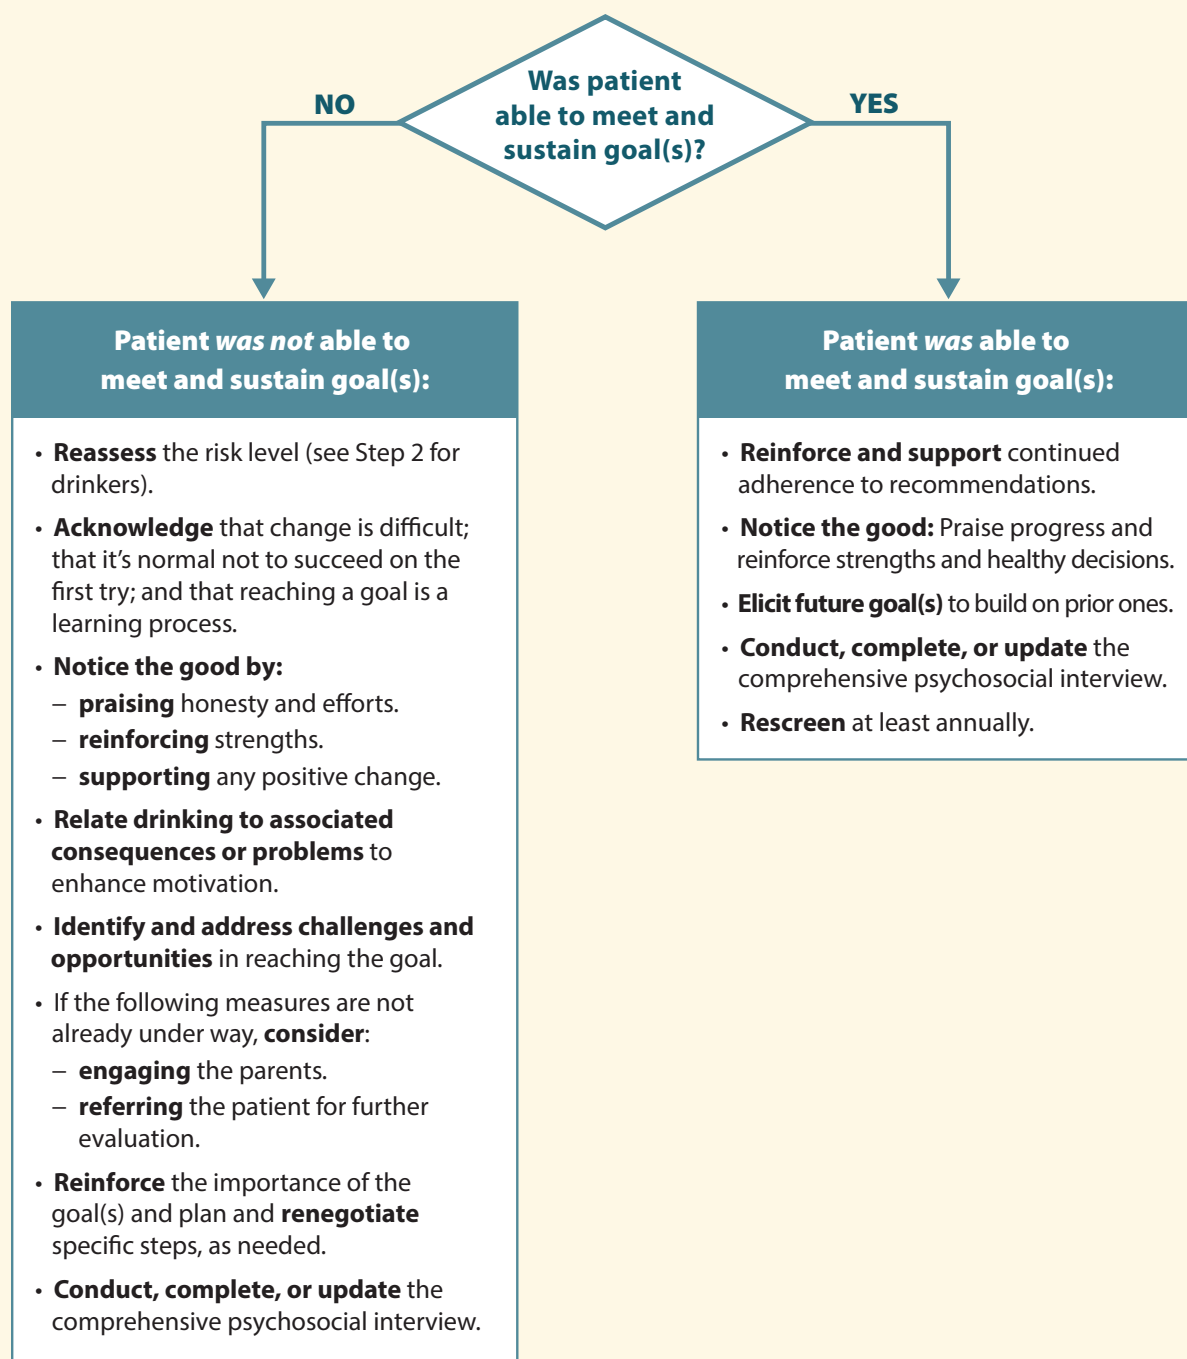 Was patient
able to meet and
sustain goal(s)?
NO
YES
Patient was not able to
meet and sustain goal(s):
• Reassess the risk level (see Step 2 for
drinkers).
• Acknowledge that change is difficult;
that it's normal not to succeed on the
first try; and that reaching a goal is a
learning process.
• Notice the good by:
– praising honesty and efforts.
– reinforcing strengths.
– supporting any positive change.
• Relate drinking to associated
consequences or problems to
enhance motivation.
• Identify and address challenges and
opportunities in reaching the goal.
• If the following measures are not
already under way, consider:
– engaging the parents.
– referring the patient for further
evaluation.
• Reinforce the importance of the
goal(s) and plan and renegotiate
specific steps, as needed.
• Conduct, complete, or update the
comprehensive psychosocial interview.
Patient was able to
meet and sustain goal(s):
• Reinforce and support continued
adherence to recommendations.
• Notice the good: Praise progress and
reinforce strengths and healthy decisions.
• Elicit future goal(s) to build on prior ones.
• Conduct, complete, or update the
comprehensive psychosocial interview.
• Rescreen at least annually.